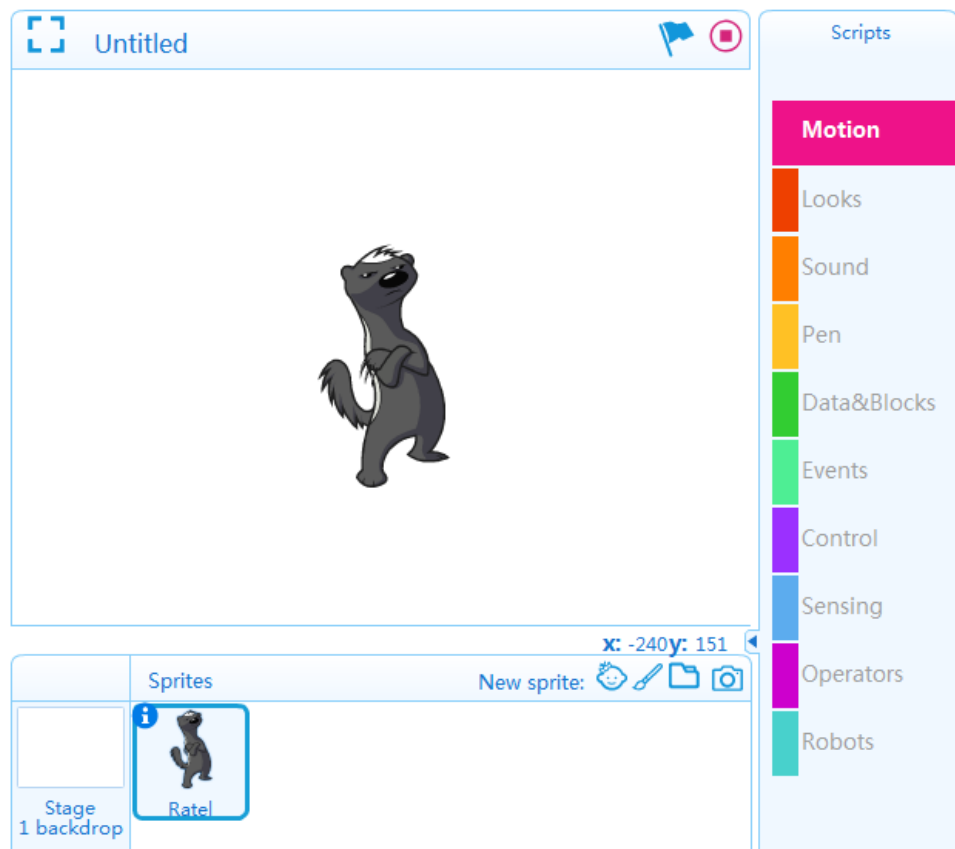 Untitled
Scripts
Motion
Looks
Sound
Pen
Data&Blocks
Events
Control
Sensing
Operators
Robots
x: -240 y: 151
Sprites
New sprite:
Stage
1 backdrop
Ratel